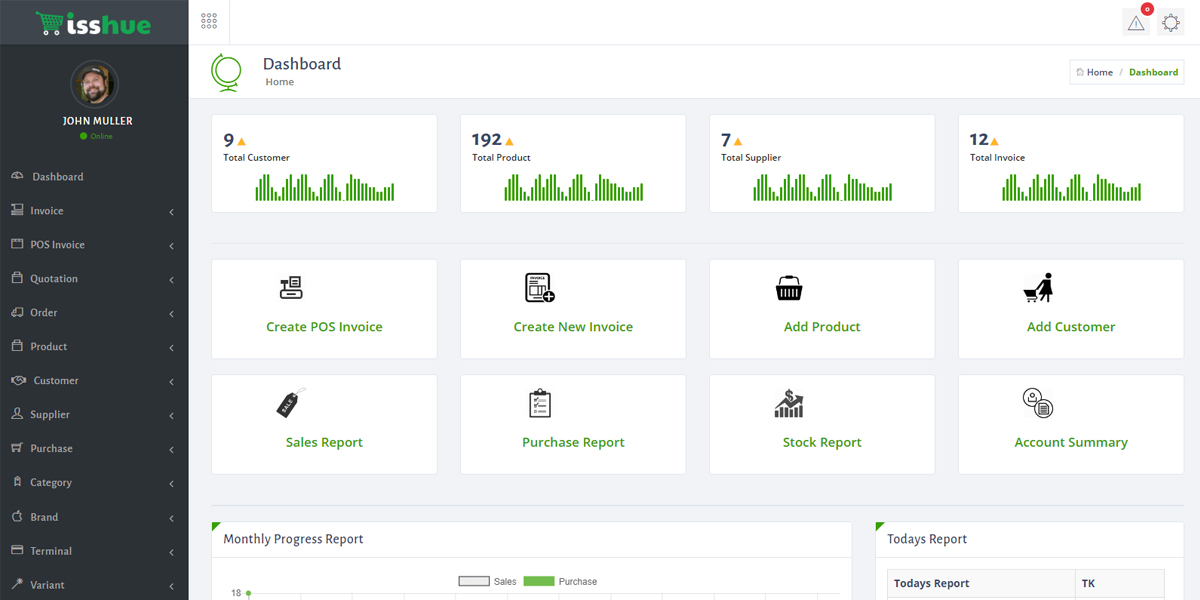 isshue
0
JOHN MULLER
Online
Dashboard
Invoice
POS Invoice
Quotation
Order
Product
Customer
Supplier
Purchase
Category
Brand
Terminal
Variant
Dashboard
Home
Home / Dashboard
9
Total Customer
192
Total Product
7
Total Supplier
12
Total Invoice
Create POS Invoice
INVOICE
Create New Invoice
Add Product
Add Customer
SALE
Sales Report
Purchase Report
$
Stock Report
Account Summary
Monthly Progress Report
Sales Purchase
18
Todays Report
Todays Report TK